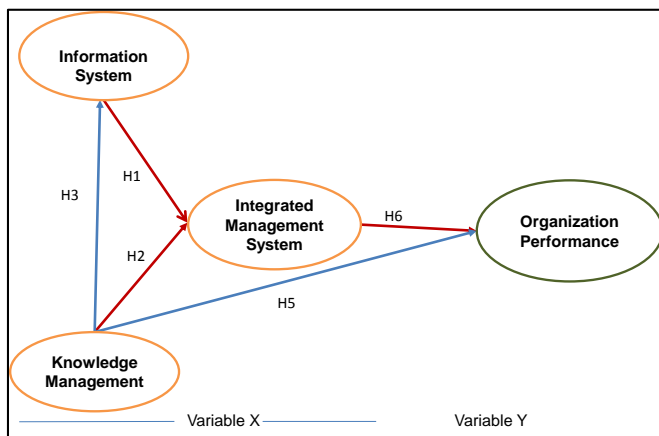 Information
System
H1
H3
Integrated
Management
System
H6
Organization
Performance
H2
H5
Knowledge
Management
Variable X
Variable Y